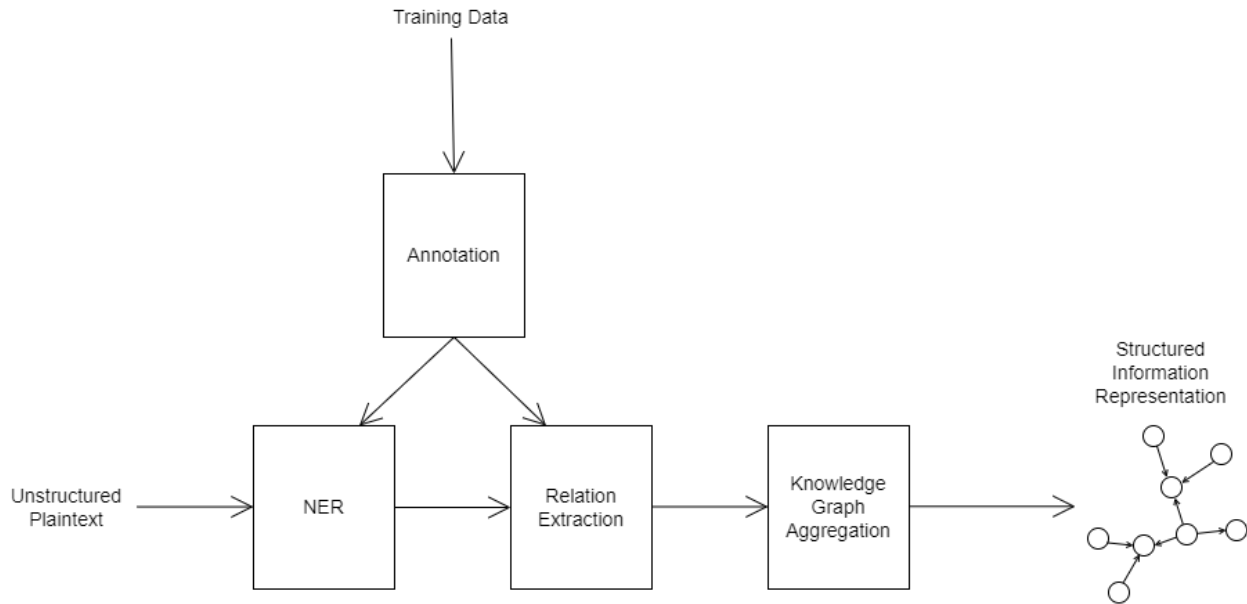 Training Data
Annotation
Structured
Information
Representation
Unstructured
Plaintext
NER
Relation
Extraction
Knowledge
Graph
Aggregation